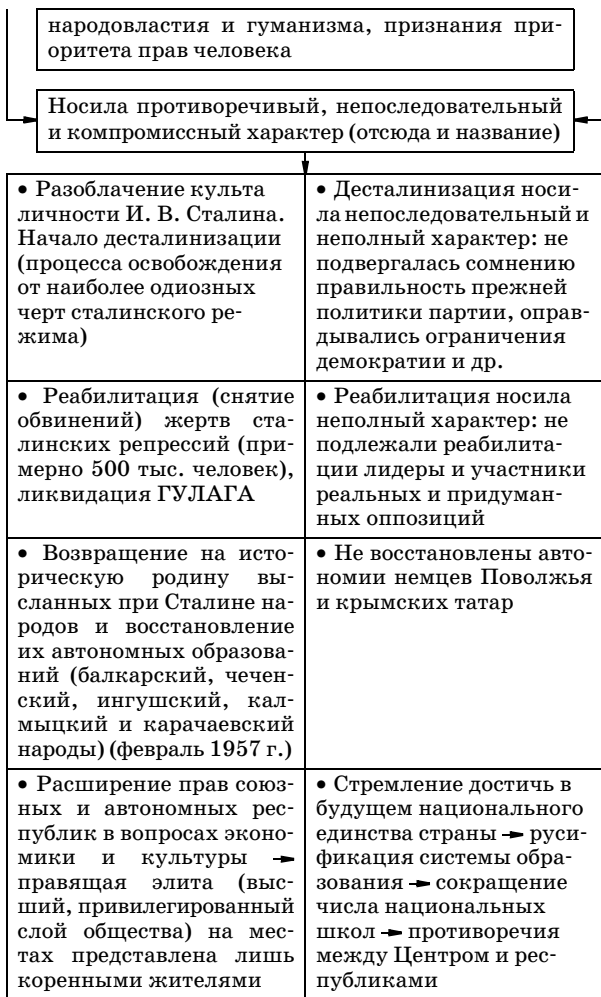 народовластия и гуманизма, признания при-
оритета прав человека
Носила противоречивый, непоследовательный
и компромиссный характер (отсюда и название)
• Разоблачение культа
личности И. В. Сталина.
Начало десталинизации
(процесса освобождения
от наиболее одиозных
черт сталинского ре-
жима)
• Десталинизация носи-
ла непоследовательный и
неполный характер: не
подвергалась сомнению
правильность прежней
политики партии, оправ-
дывались ограничения
демократии и др.
• Реабилитация (снятие
обвинений) жертв ста-
линских репрессий (при-
мерно 500 тыс. человек),
ликвидация ГУЛАГА
• Реабилитация носила
неполный характер: не
подлежали реабилита-
ции лидеры и участники
реальных и придуман-
ных оппозиций
• Возвращение на исто-
рическую родину вы-
сланных при Сталине на-
родов и восстановление
их автономных образова-
ний (балкарский, чечен-
ский, ингушский, кал-
мыцкий и карачаевский
народы) (февраль 1957 г.)
• Не восстановлены авто-
номии немцев Поволжья
и крымских татар
• Расширение прав союз-
ных и автономных рес-
публик в вопросах эконо-
мики и культуры →
правящая элита (выс-
ший, привилегированный
слой общества) на мес-
тах представлена лишь
коренными жителями
• Стремление достичь в
будущем национального
единства страны → руси-
фикация системы обра-
зования → сокращение
числа национальных
школ → противоречия
между Центром и рес-
публиками